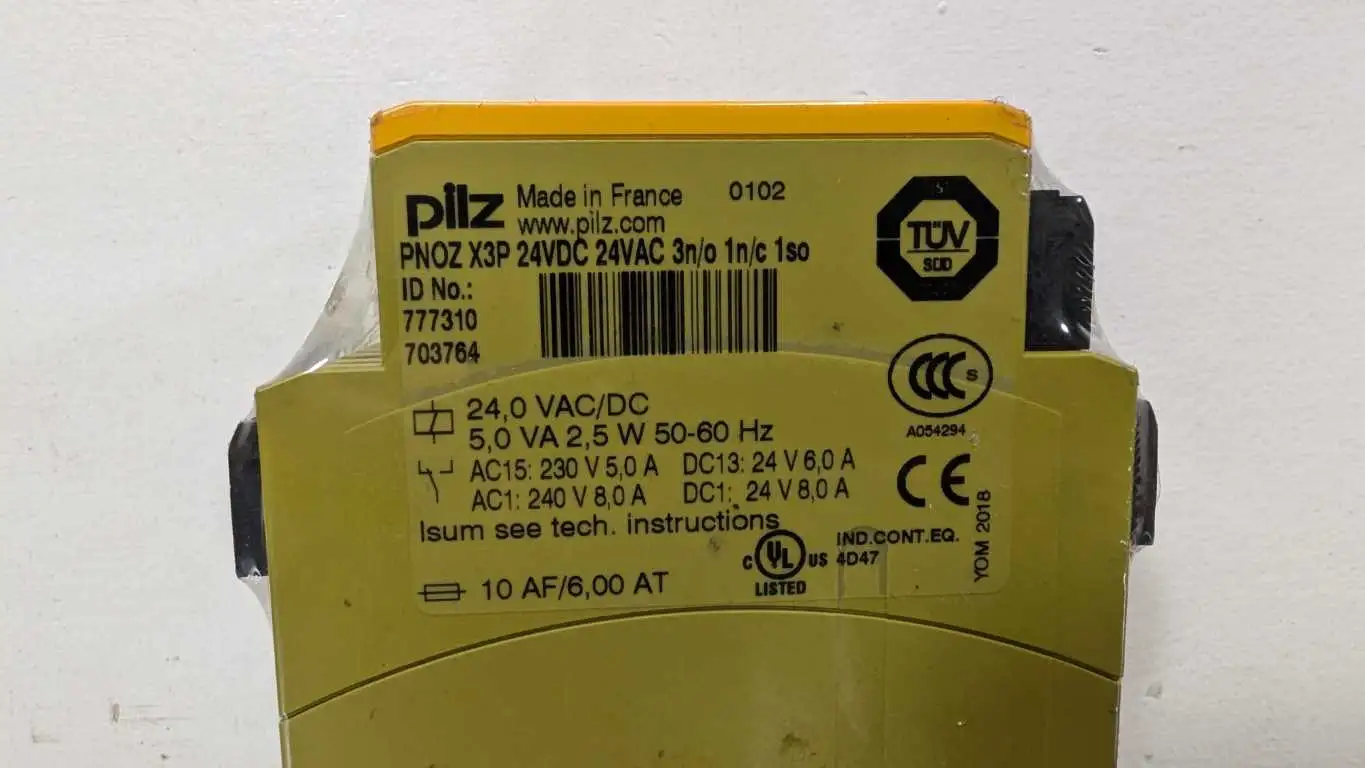 pilz Made in France 0102
www.pilz.com
PNOZ X3P 24VDC 24VAC 3n/o 1n/c 1so
ID No.:
777310
703764
TÜV
SÜD
CCC S
A054294
24,0 VAC/DC
5,0 VA 2,5 W 50-60 Hz
AC15: 230 V 5,0 A DC13: 24 V 6,0 A
AC1: 240 V 8,0 A DC1: 24 V 8,0 A
Isum see tech. instructions
CE
YOM 2018
c UL US
LISTED
IND.CONT.EQ.
4D47
10 AF/6,00 AT